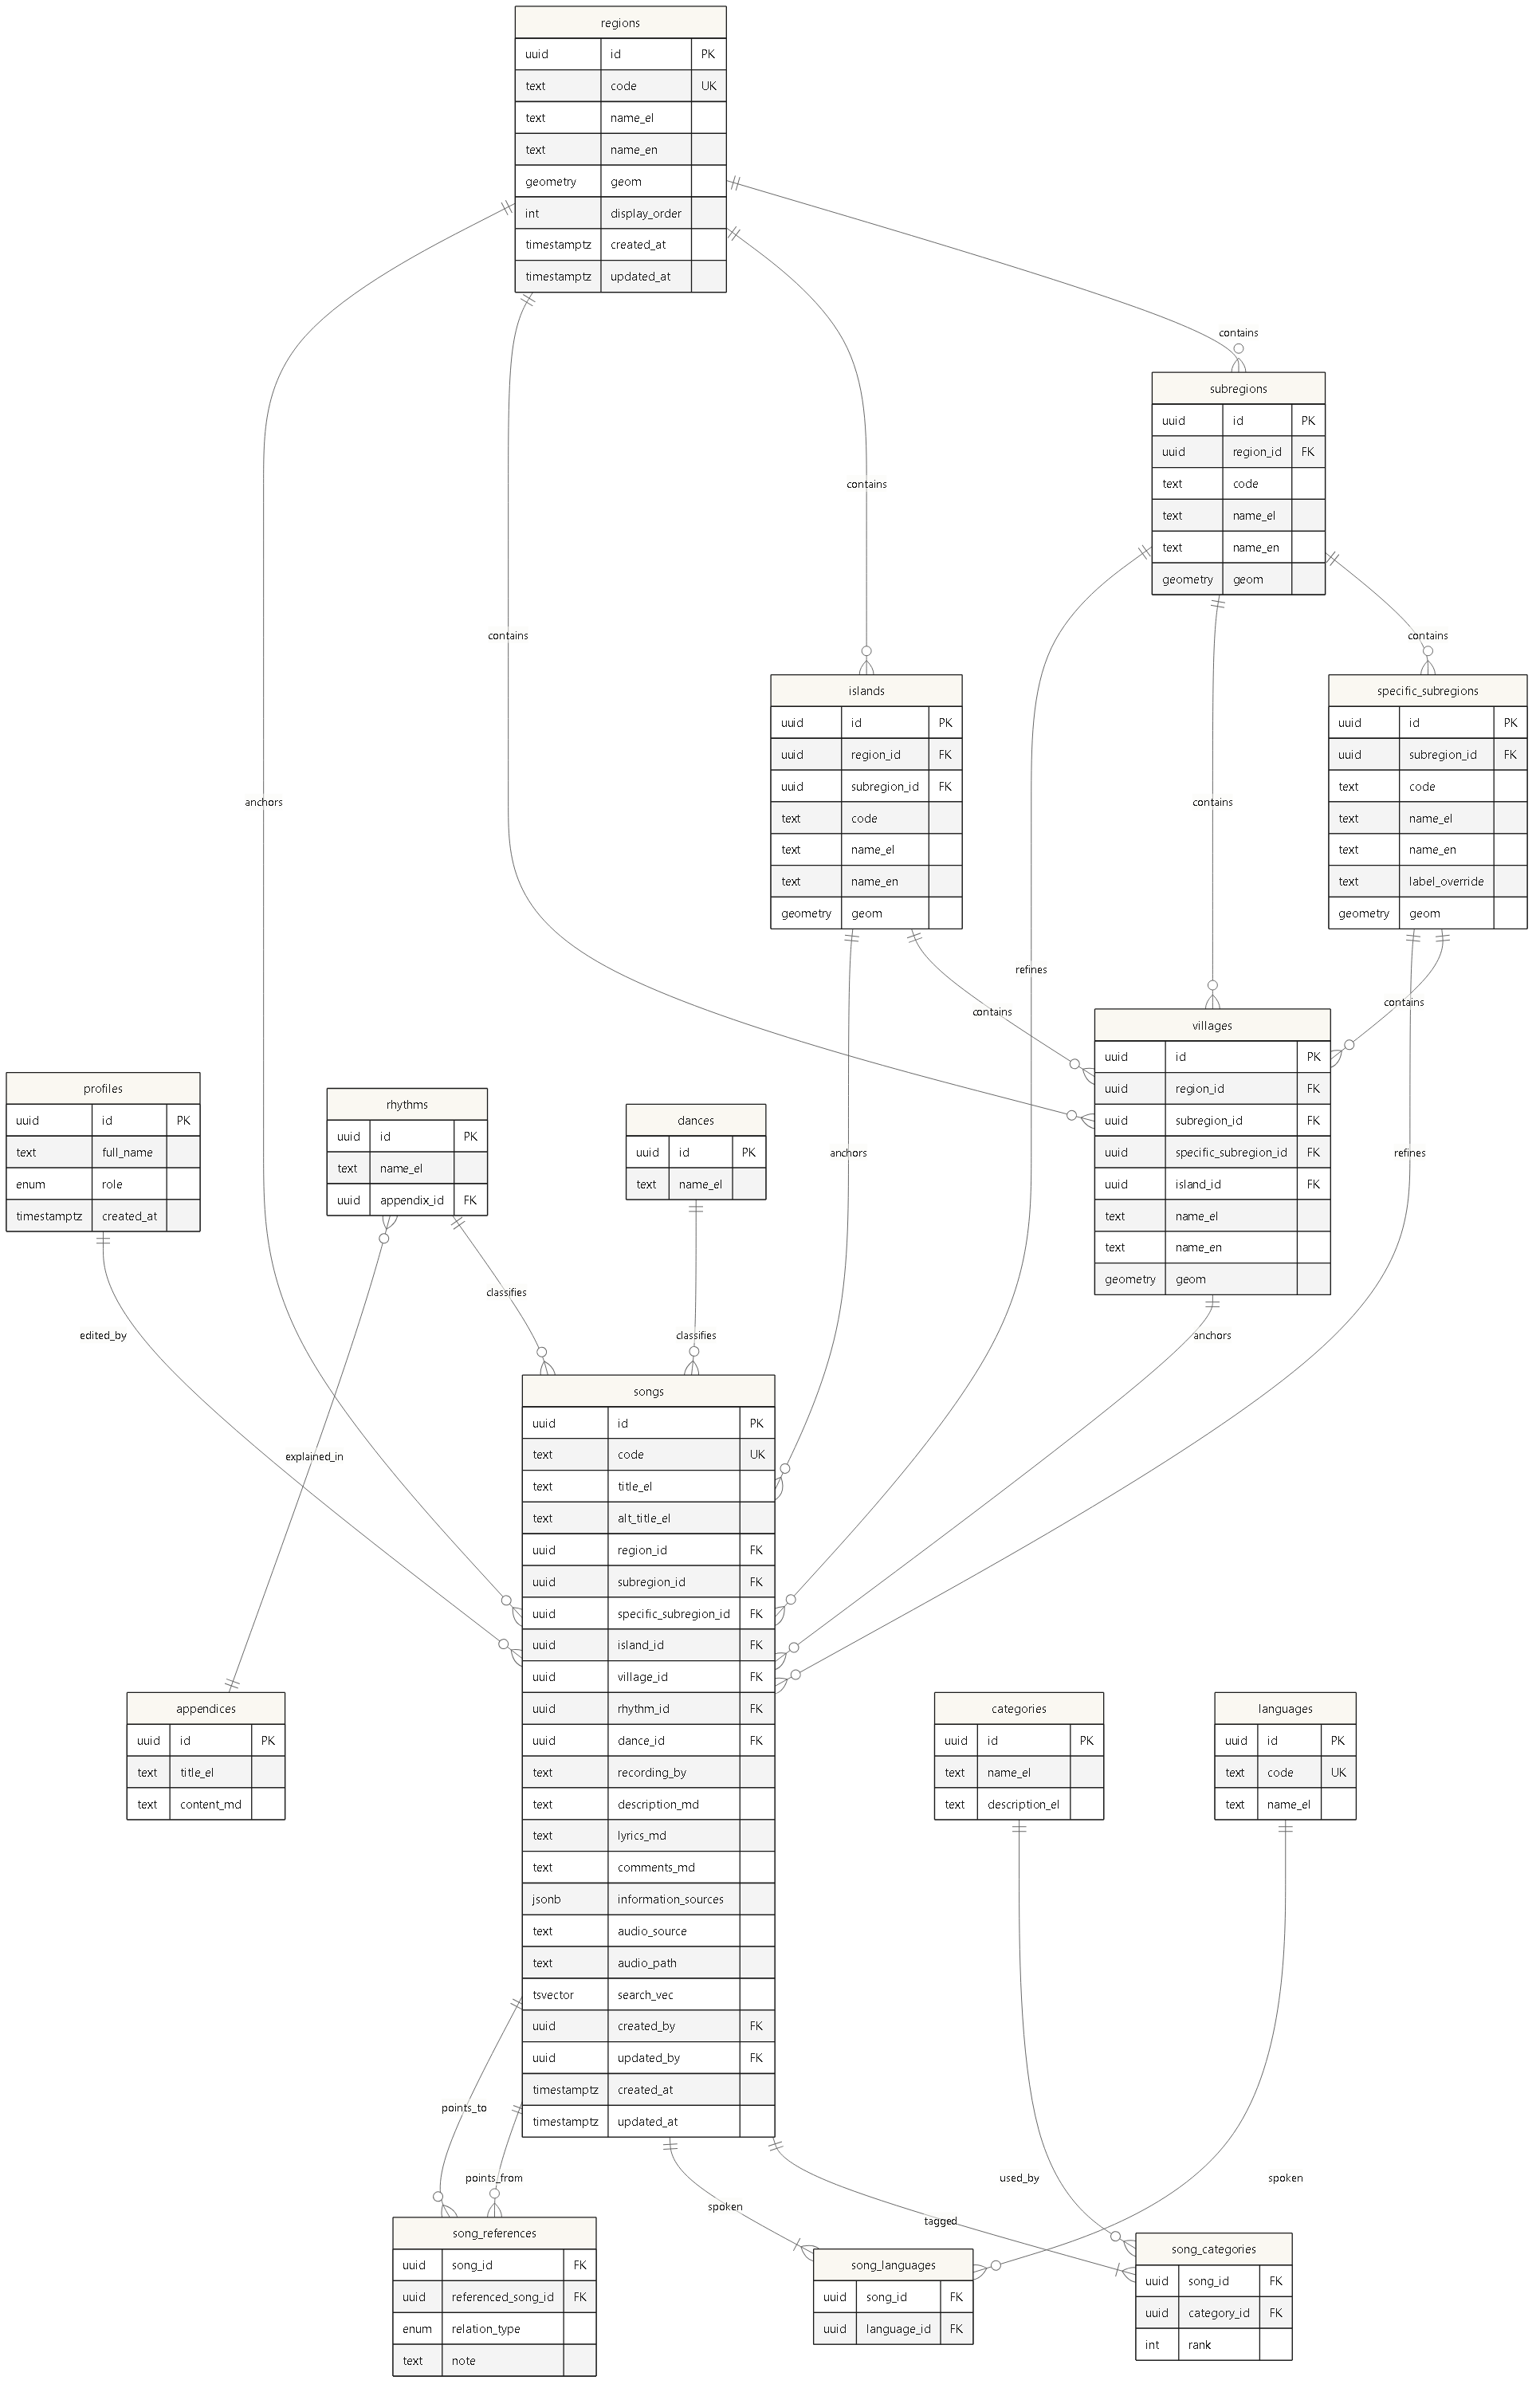 regions
uuid id PK
text code UK
text name_el
text name_en
geometry geom
int display_order
timestamptz created_at
timestamptz updated_at
contains
subregions
uuid id PK
uuid region_id FK
text code
text name_el
text name_en
geometry geom
contains
contains
contains
islands
uuid id PK
uuid region_id FK
uuid subregion_id FK
text code
text name_el
text name_en
geometry geom
specific_subregions
uuid id PK
uuid subregion_id FK
text code
text name_el
text name_en
text label_override
geometry geom
anchors
contains
refines
contains
contains
villages
uuid id PK
uuid region_id FK
uuid subregion_id FK
uuid specific_subregion_id FK
uuid island_id FK
text name_el
text name_en
geometry geom
profiles
uuid id PK
text full_name
enum role
timestamptz created_at
rhythms
uuid id PK
text name_el
uuid appendix_id FK
dances
uuid id PK
text name_el
anchors
refines
classifies
edited_by
classifies
anchors
songs
uuid id PK
text code UK
text title_el
text alt_title_el
uuid region_id FK
uuid subregion_id FK
uuid specific_subregion_id FK
uuid island_id FK
uuid village_id FK
uuid rhythm_id FK
uuid dance_id FK
text recording_by
text description_md
text lyrics_md
text comments_md
jsonb information_sources
text audio_source
text audio_path
tsvector search_vec
uuid created_by FK
uuid updated_by FK
timestamptz created_at
timestamptz updated_at
explained_in
appendices
uuid id PK
text title_el
text content_md
categories
uuid id PK
text name_el
text description_el
languages
uuid id PK
text code UK
text name_el
points_to
points_from
spoken
tagged
used_by
spoken
song_references
uuid song_id FK
uuid referenced_song_id FK
enum relation_type
text note
song_languages
uuid song_id FK
uuid language_id FK
song_categories
uuid song_id FK
uuid category_id FK
int rank